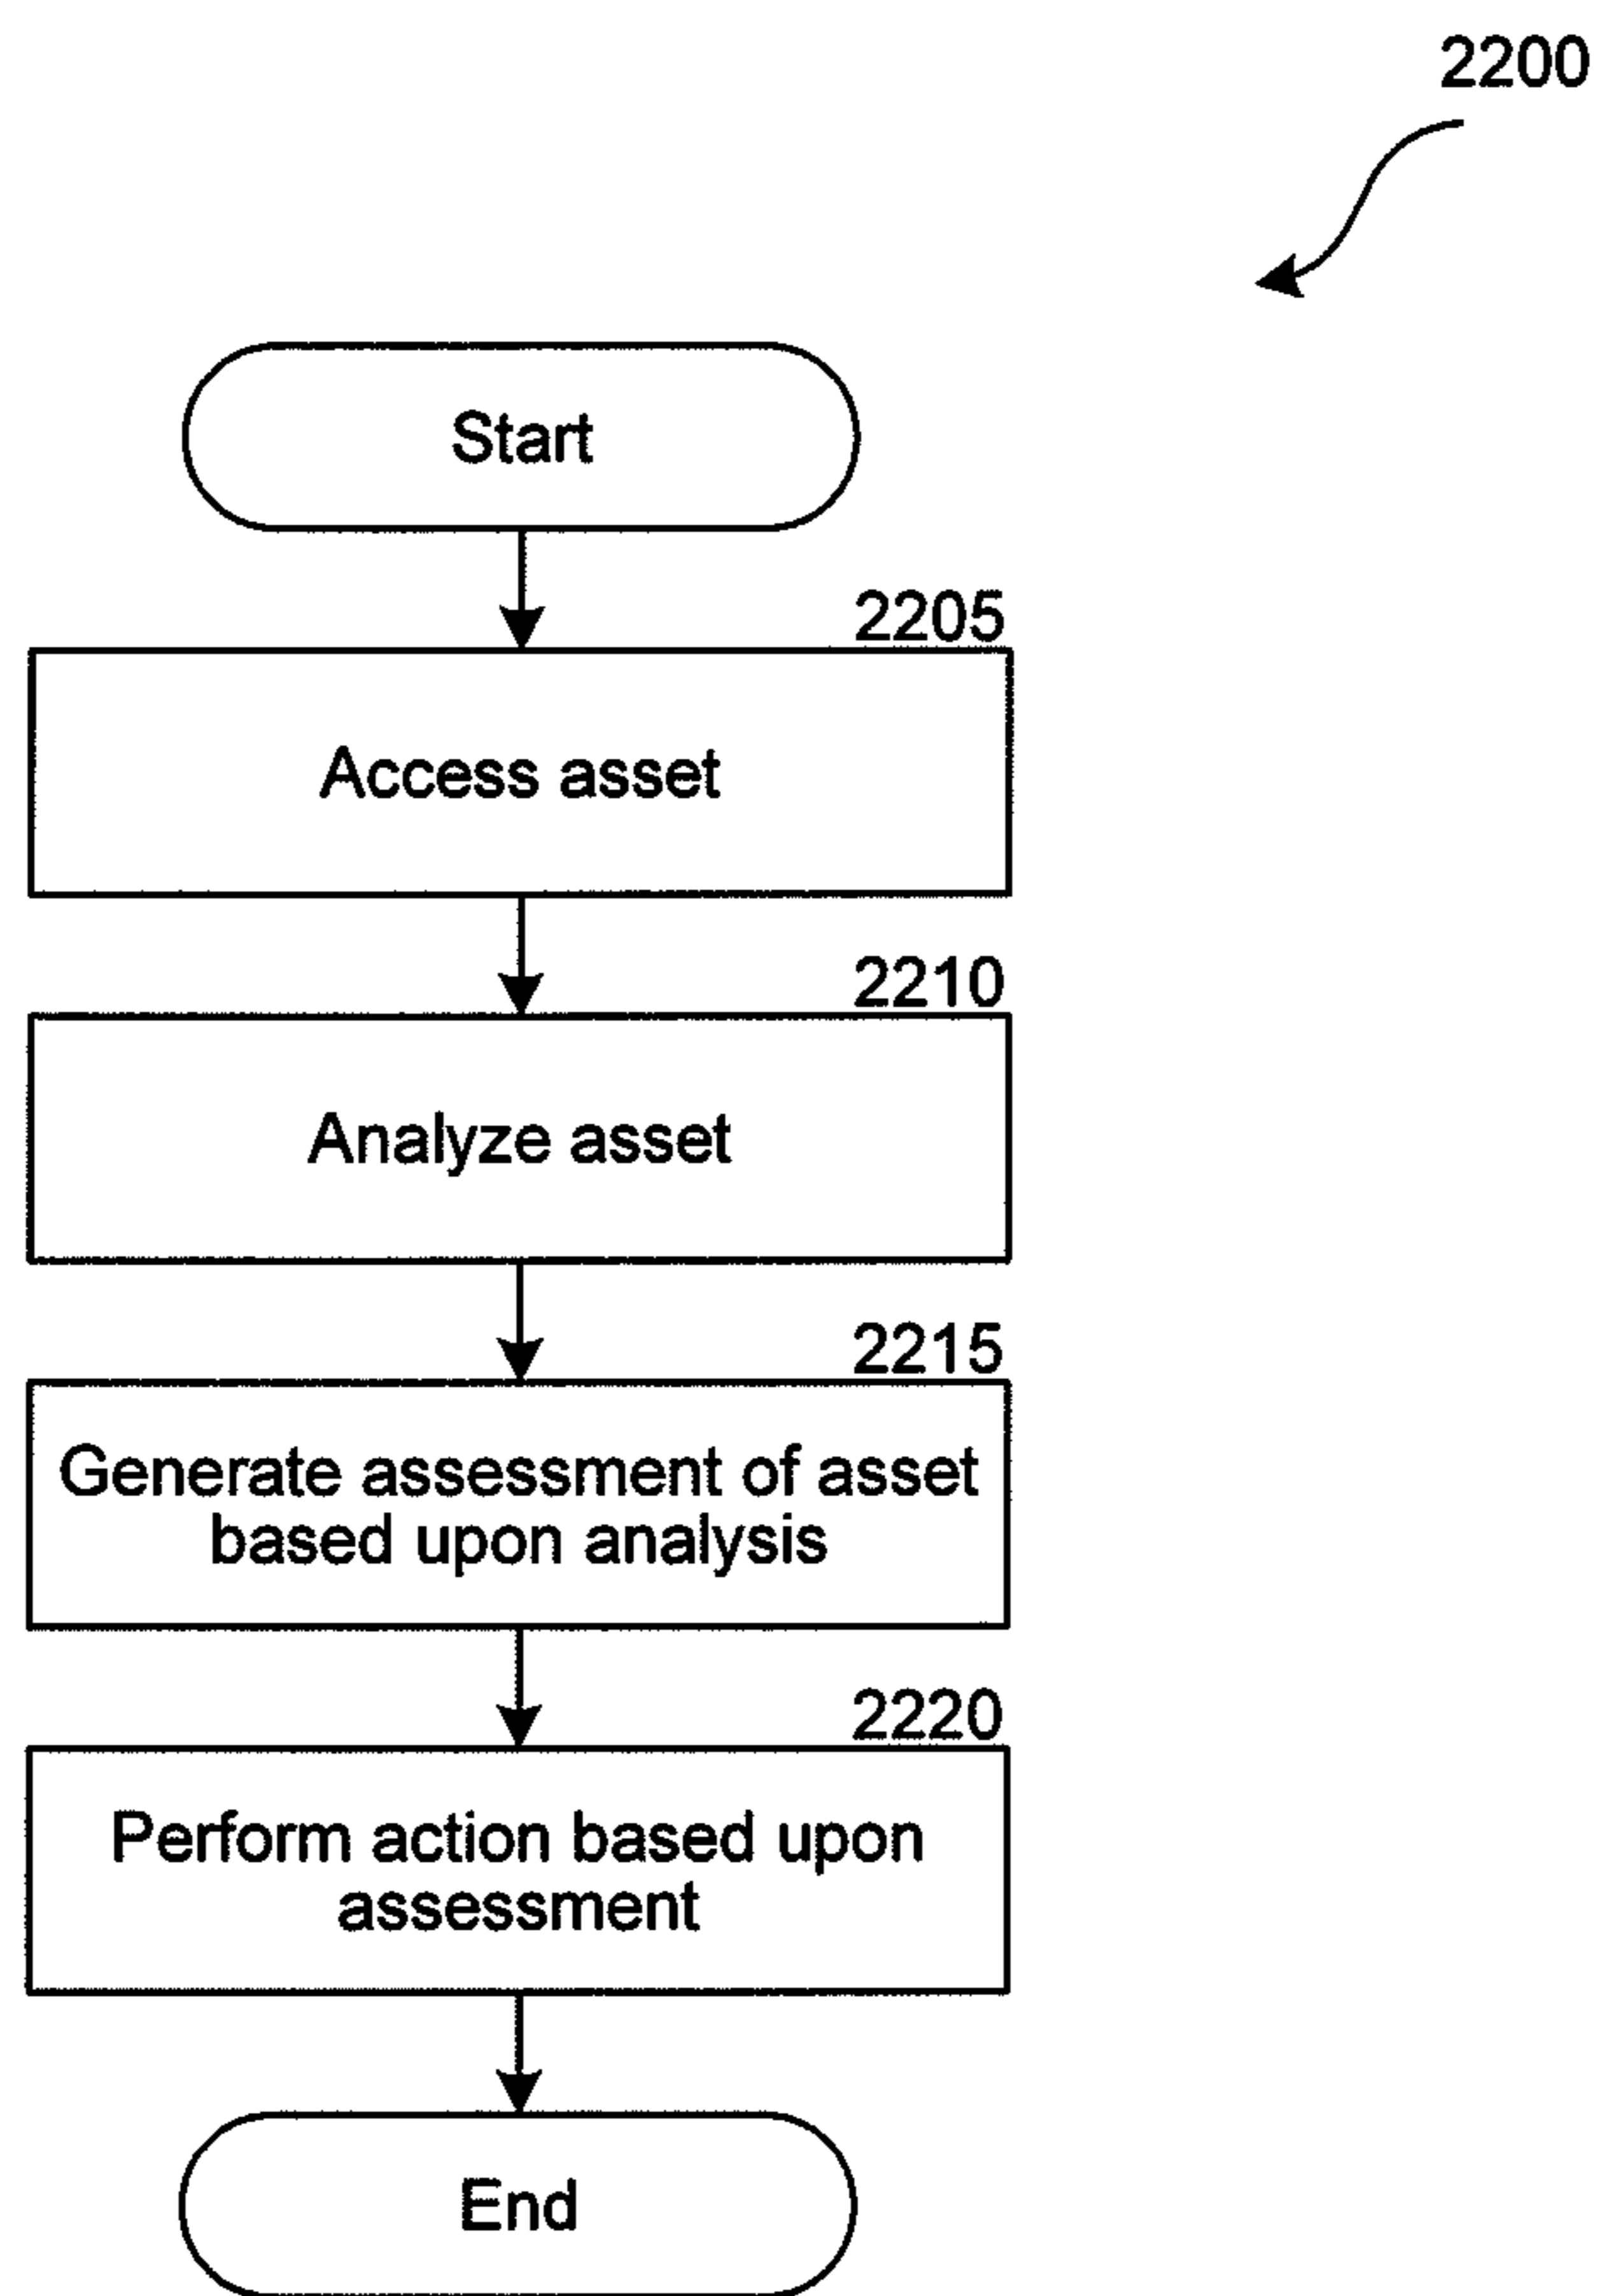 2200
Start
2205
Access asset
2210
Analyze asset
2215
Generate assessment of asset
based upon analysis
2220
Perform action based upon
assessment
End